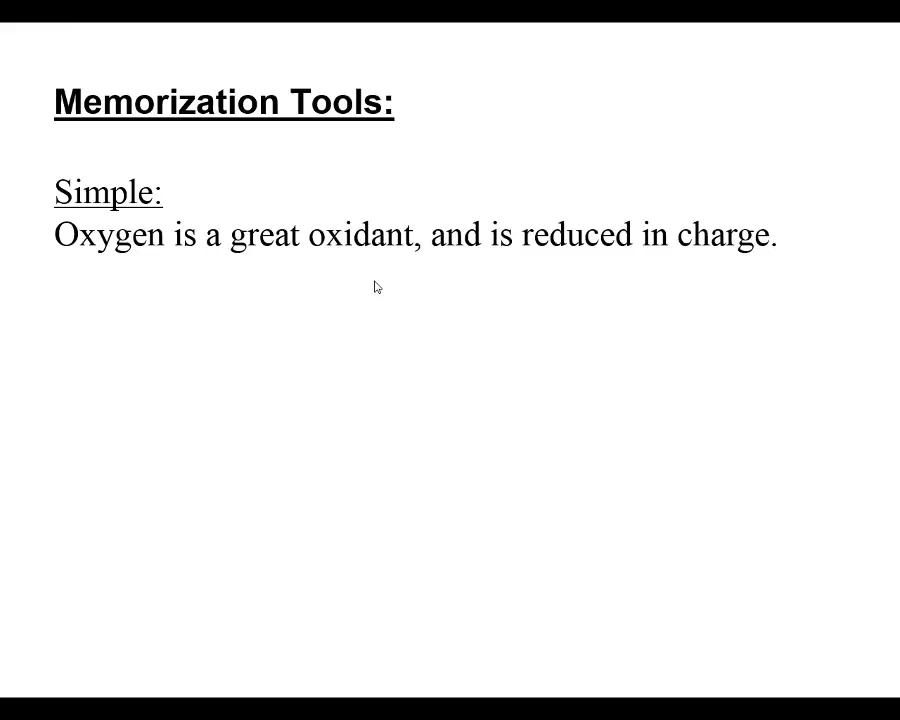 Memorization Tools:
Simple:
Oxygen is a great oxidant, and is reduced in charge.